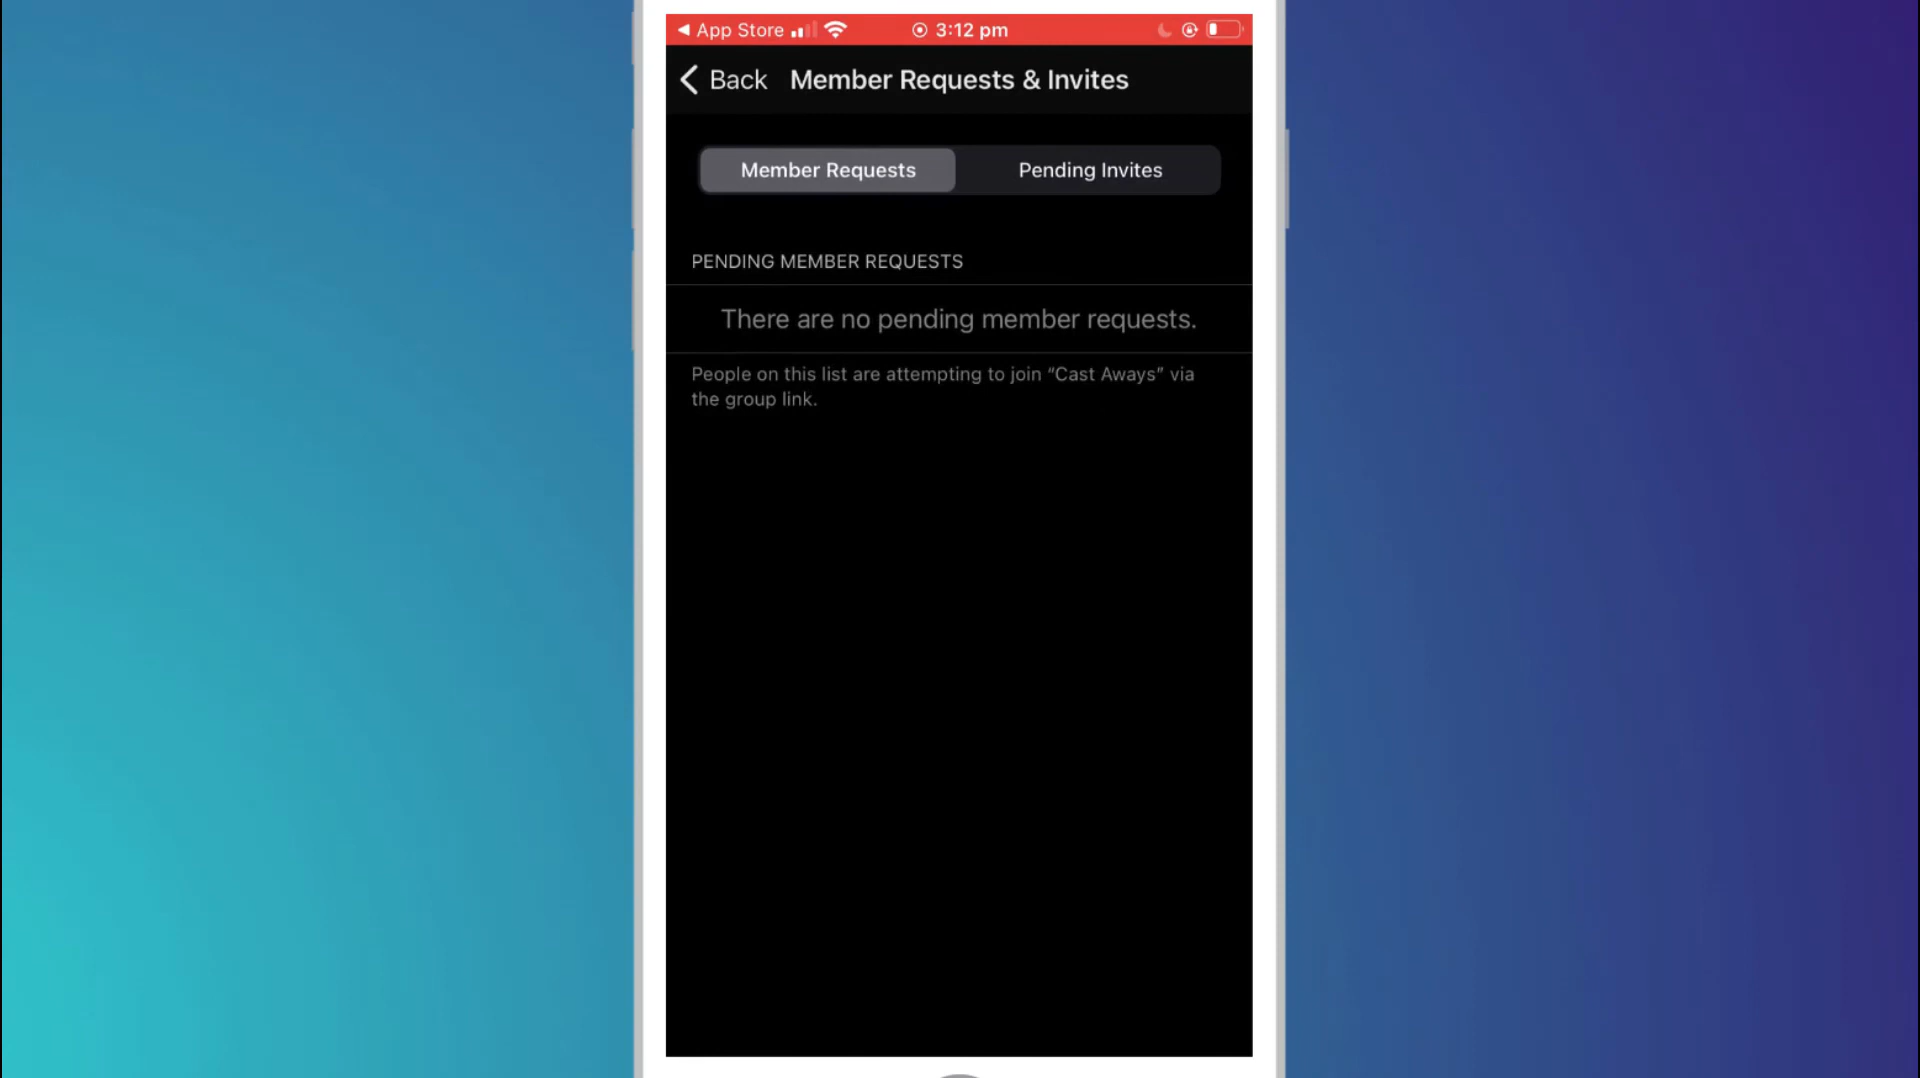 App Store 3:12 pm
Back Member Requests & Invites
Member Requests Pending Invites
PENDING MEMBER REQUESTS
There are no pending member requests.
People on this list are attempting to join “Cast Aways” via
the group link.